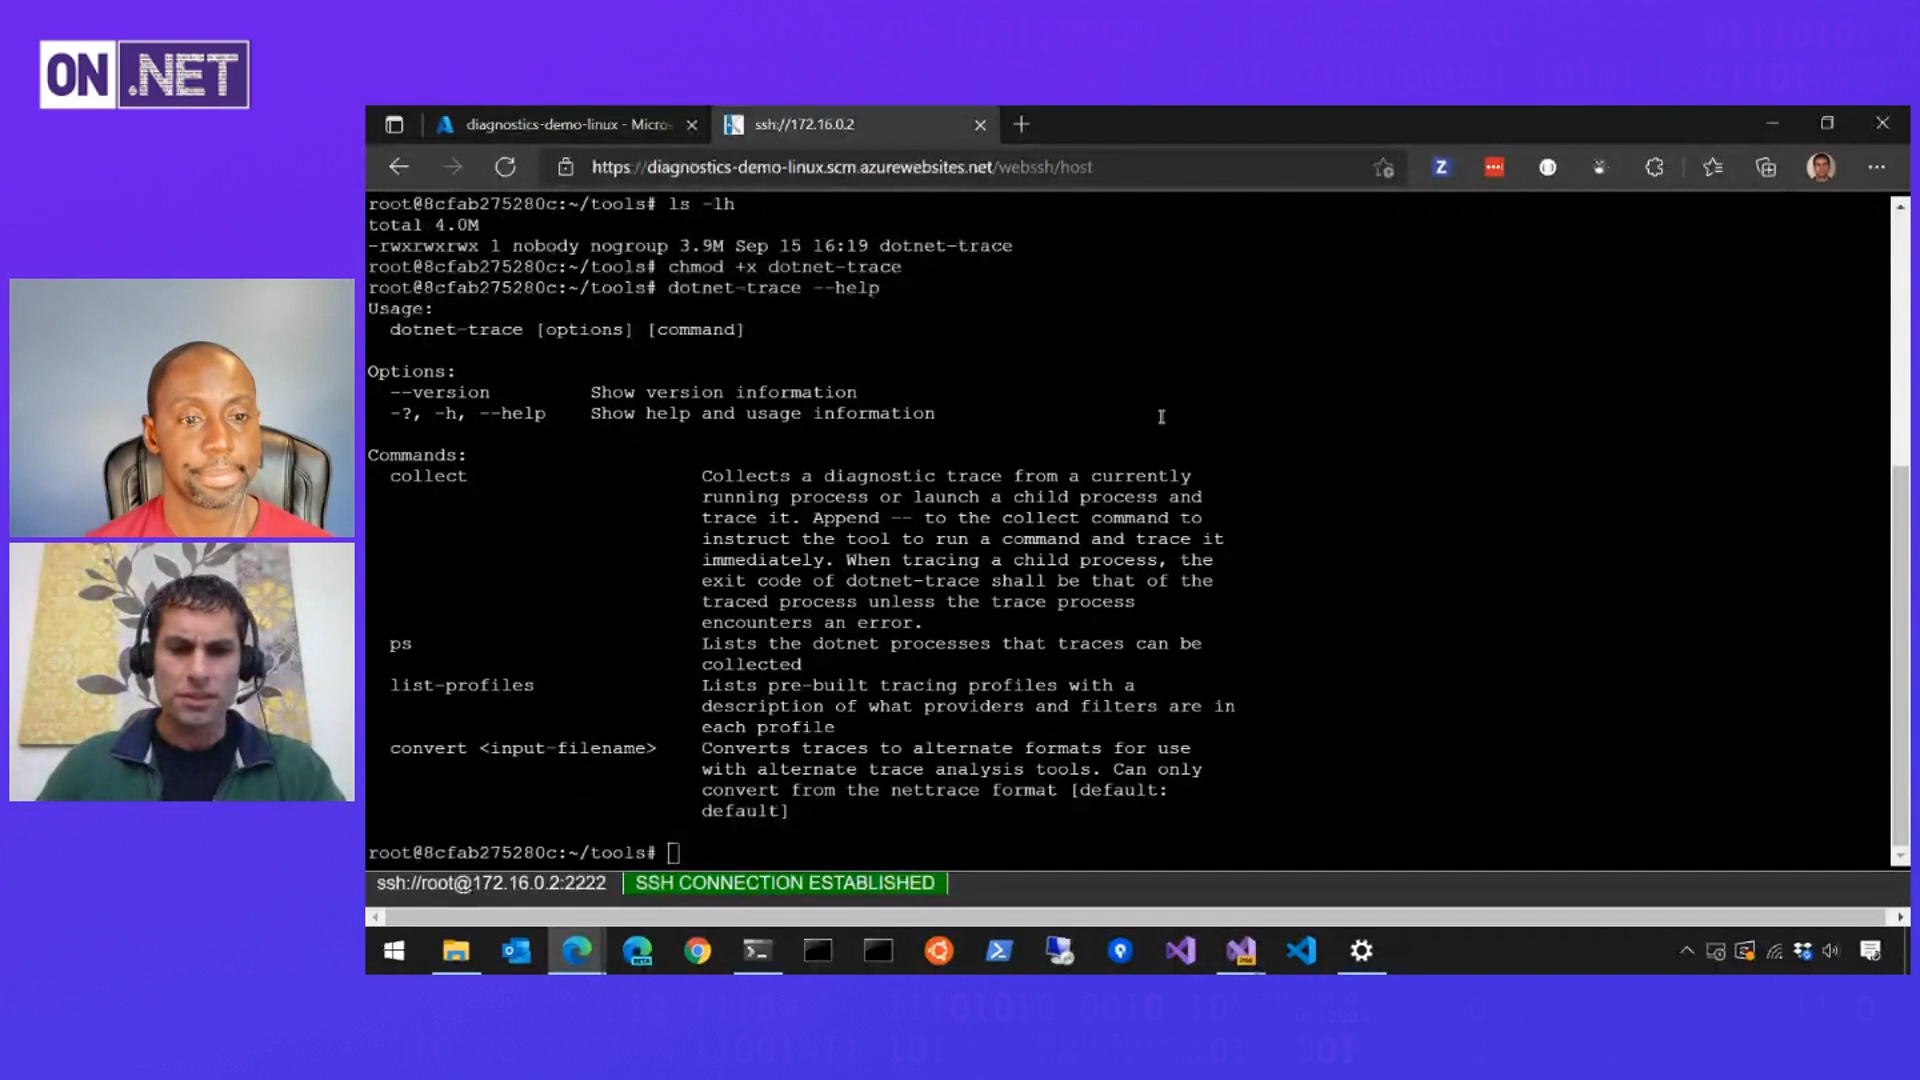 ON .NET
diagnostics-demo-linux - Micros
ssh://172.16.0.2
https://diagnostics-demo-linux.scm.azurewebsites.net/webssh/host
root@8cfab275280c:~/tools# ls -lh
total 4.0M
-rwxrwxrwx 1 nobody nogroup 3.9M Sep 15 16:19 dotnet-trace
root@8cfab275280c:~/tools# chmod +x dotnet-trace
root@8cfab275280c:~/tools# dotnet-trace --help
Usage:
dotnet-trace [options] [command]
Options:
--version Show version information
-?, -h, --help Show help and usage information
Commands:
collect Collects a diagnostic trace from a currently
running process or launch a child process and
trace it. Append -- to the collect command to
instruct the tool to run a command and trace it
immediately. When tracing a child process, the
exit code of dotnet-trace shall be that of the
traced process unless the trace process
encounters an error.
ps Lists the dotnet processes that traces can be
collected
list-profiles Lists pre-built tracing profiles with a
description of what providers and filters are in
each profile
convert <input-filename> Converts traces to alternate formats for use
with alternate trace analysis tools. Can only
convert from the nettrace format [default:
default]
root@8cfab275280c:~/tools#
ssh://root@172.16.0.2:2222 SSH CONNECTION ESTABLISHED